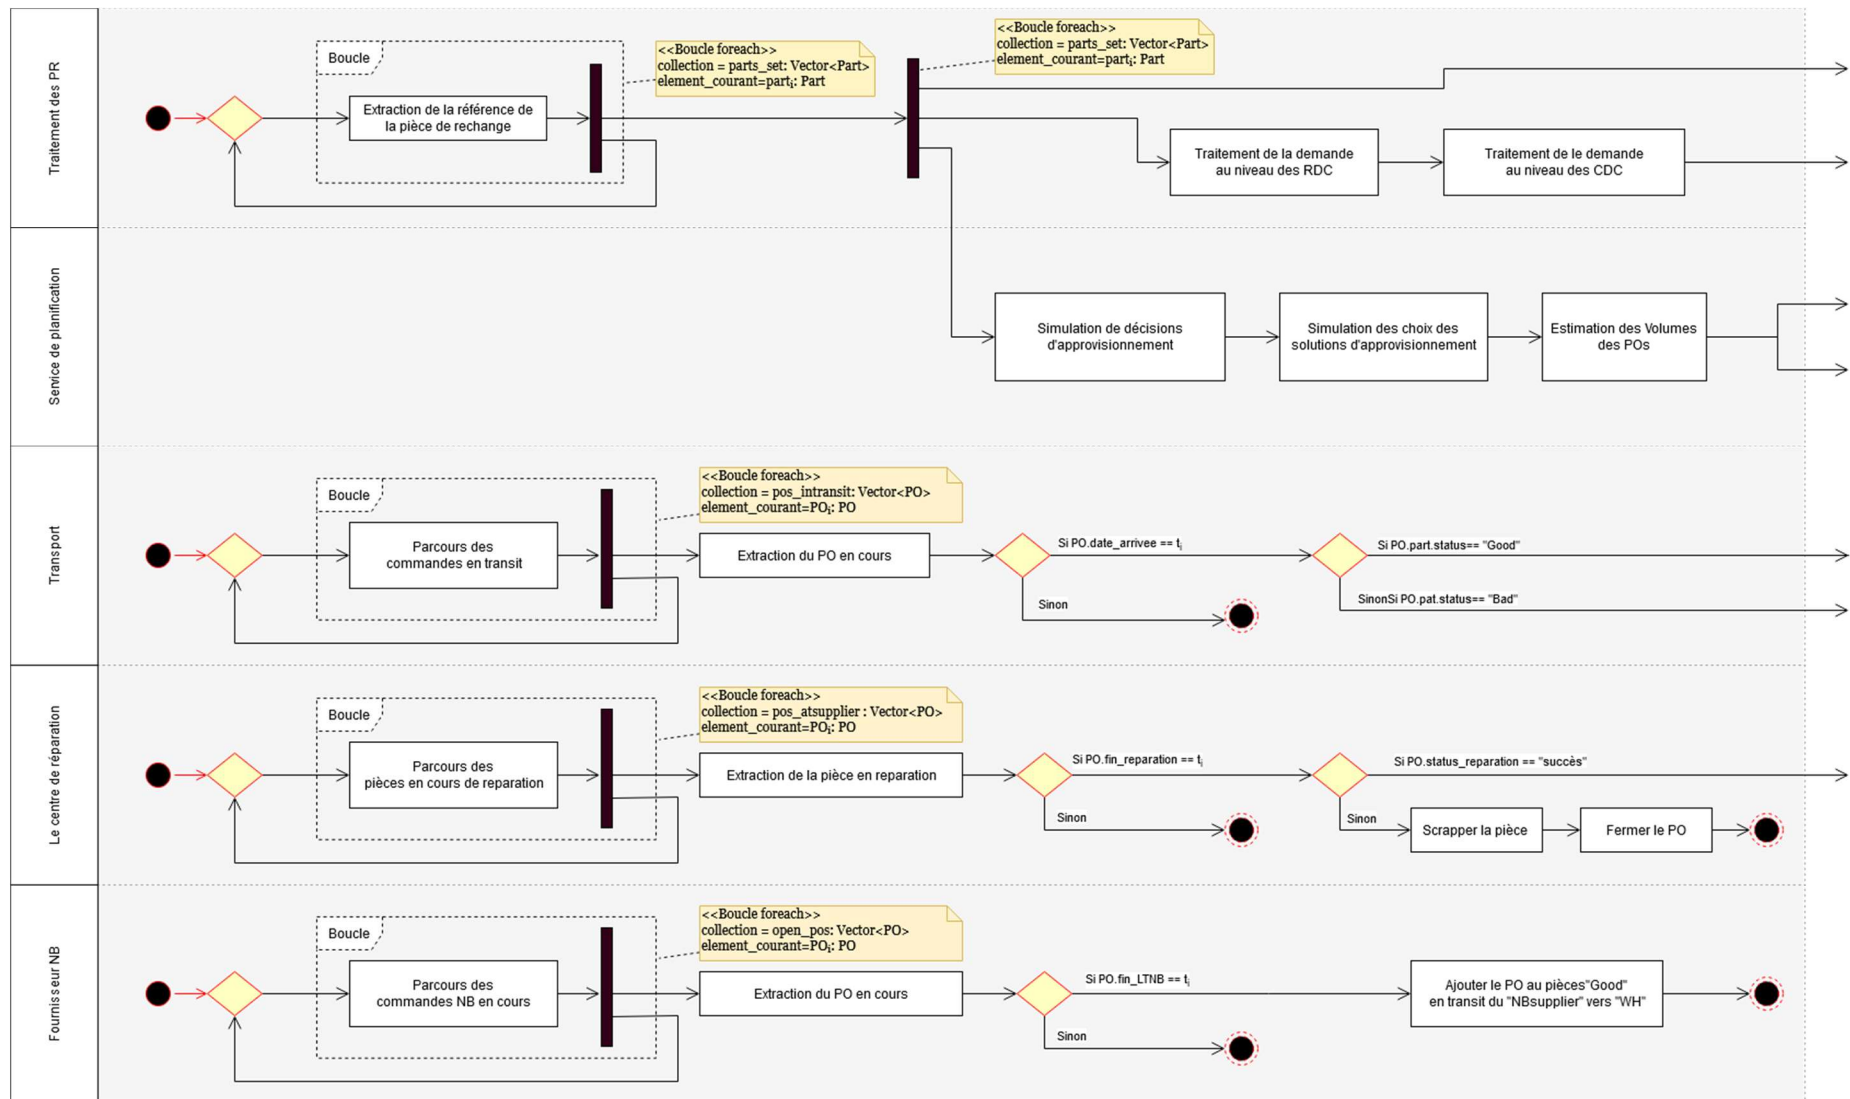 Traitement des PR
Boucle
Extraction de la référence de
la pièce de rechange
<<Boucle foreach>>
collection = parts_set: Vector<Part>
element_courant=partᵢ: Part
<<Boucle foreach>>
collection = parts_set: Vector<Part>
element_courant=partᵢ: Part
Traitement de la demande
au niveau des RDC
Traitement de le demande
au niveau des CDC
Service de planification
Simulation de décisions
d'approvisionnement
Simulation des choix des
solutions d'approvisionnement
Estimation des Volumes
des POs
Transport
Boucle
Parcours des
commandes en transit
<<Boucle foreach>>
collection = pos_intransit: Vector<PO>
element_courant=POᵢ: PO
Extraction du PO en cours
Si PO.date_arrivee == tᵢ
Sinon
Si PO.part.status== "Good"
SinonSi PO.pat.status== "Bad"
Le centre de réparation
Boucle
Parcours des
pièces en cours de reparation
<<Boucle foreach>>
collection = pos_atsupplier : Vector<PO>
element_courant=POᵢ: PO
Extraction de la pièce en reparation
Si PO.fin_reparation == tᵢ
Sinon
Si PO.status_reparation == "succès"
Sinon
Scrapper la pièce
Fermer le PO
Fournisseur NB
Boucle
Parcours des
commandes NB en cours
<<Boucle foreach>>
collection = open_pos: Vector<PO>
element_courant=POᵢ: PO
Extraction du PO en cours
Si PO.fin_LTNB == tᵢ
Sinon
Ajouter le PO au pièces"Good"
en transit du "NBsupplier" vers "WH"